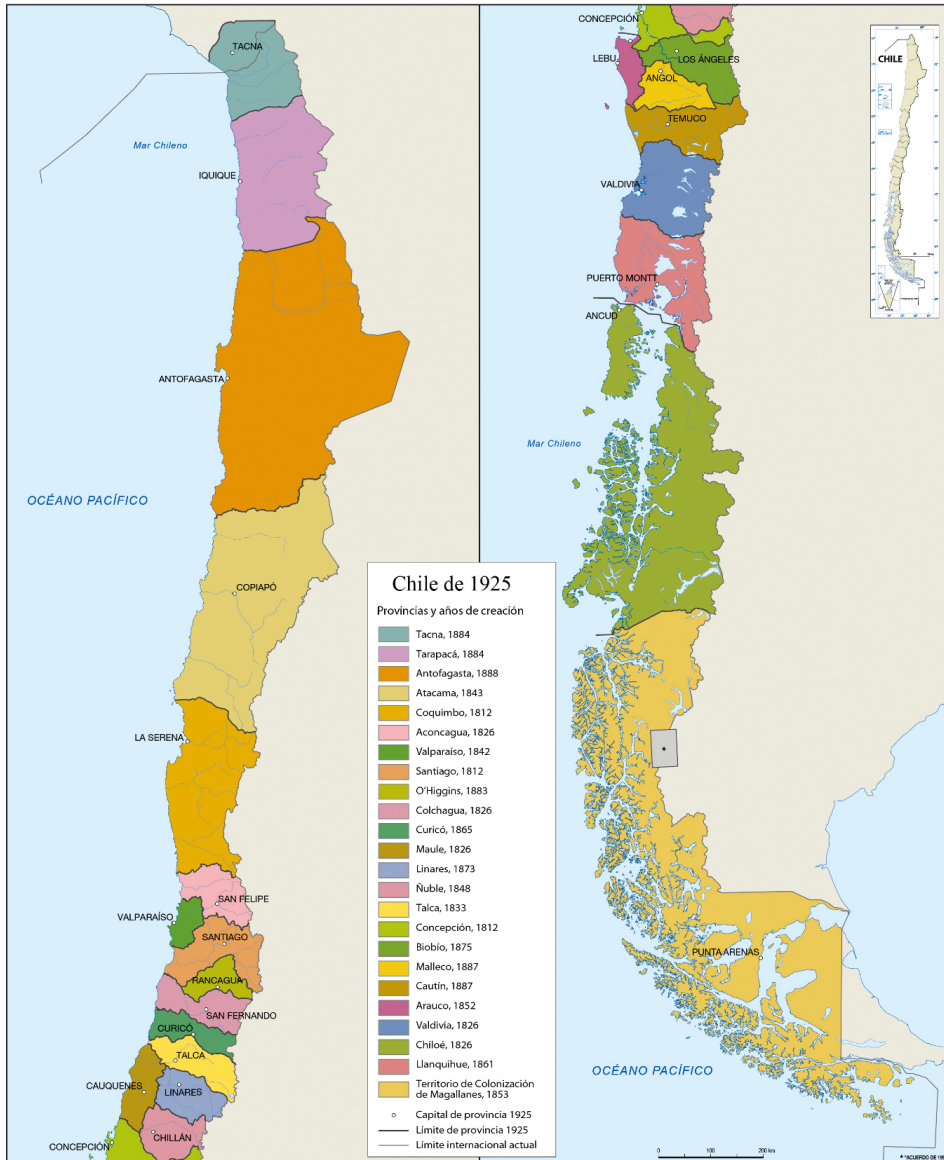 TACNA
Mar Chileno
IQUIQUE
ANTOFAGASTA
OCÉANO PACÍFICO
COPIAPÓ
LA SERENA
SAN FELIPE
VALPARAÍSO
SANTIAGO
RANCAGUA
SAN FERNANDO
CURICÓ
TALCA
CAUQUENES
LINARES
CHILLÁN
CONCEPCIÓN
Chile de 1925
Provincias y años de creación
Tacna, 1884
Tarapacá, 1884
Antofagasta, 1888
Atacama, 1843
Coquimbo, 1812
Aconcagua, 1826
Valparaíso, 1842
Santiago, 1812
O'Higgins, 1883
Colchagua, 1826
Curicó, 1865
Maule, 1826
Linares, 1873
Ñuble, 1848
Talca, 1833
Concepción, 1812
Biobío, 1875
Malleco, 1887
Cautín, 1887
Arauco, 1852
Valdivia, 1826
Chiloé, 1826
Llanquihue, 1861
Territorio de Colonización
de Magallanes, 1853
Capital de provincia 1925
Límite de provincia 1925
Límite internacional actual
CONCEPCIÓN
LOS ÁNGELES
LEBU
ANGOL
TEMUCO
VALDIVIA
PUERTO MONTT
ANCUD
Mar Chileno
PUNTA ARENAS
OCÉANO PACÍFICO
CHILE
0 100 200 km
* "ACUERDO DE 19